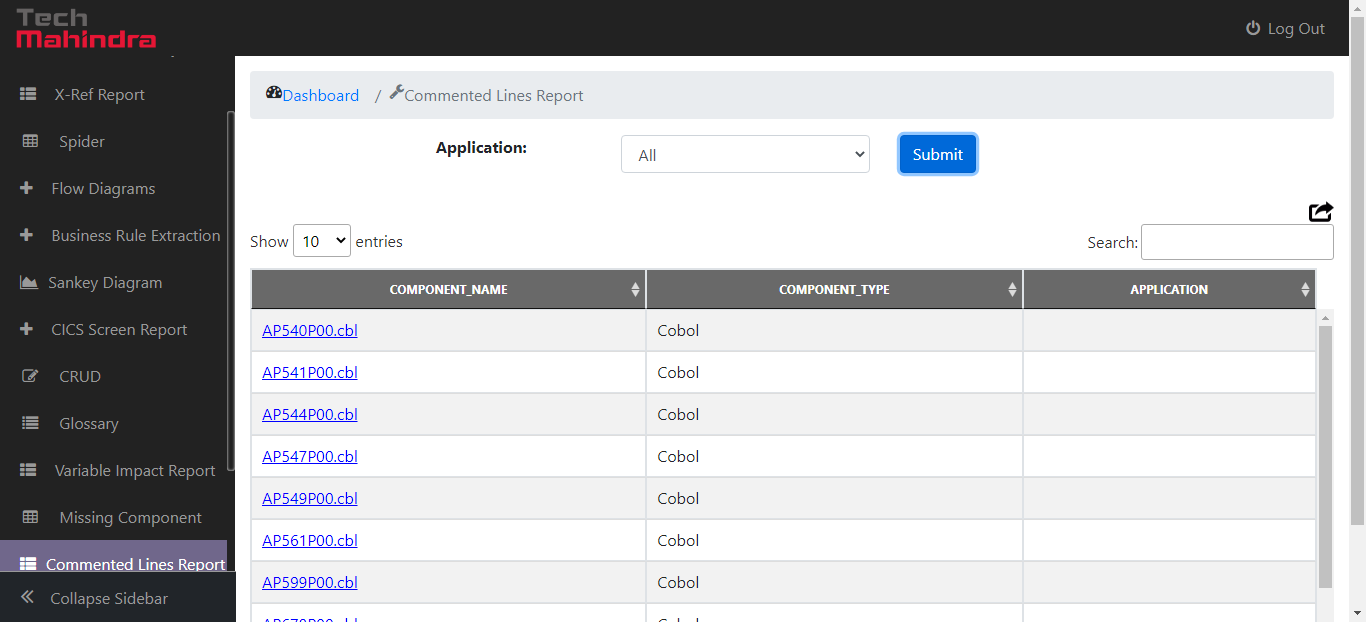 Tech
Mahindra
Log Out
X-Ref Report
Spider
Flow Diagrams
Business Rule Extraction
Sankey Diagram
CICS Screen Report
CRUD
Glossary
Variable Impact Report
Missing Component
Commented Lines Report
Collapse Sidebar
Dashboard / Commented Lines Report
Application: All Submit
Show 10 entries
Search:
COMPONENT_NAME COMPONENT_TYPE APPLICATION
AP540P00.cbl Cobol
AP541P00.cbl Cobol
AP544P00.cbl Cobol
AP547P00.cbl Cobol
AP549P00.cbl Cobol
AP561P00.cbl Cobol
AP599P00.cbl Cobol